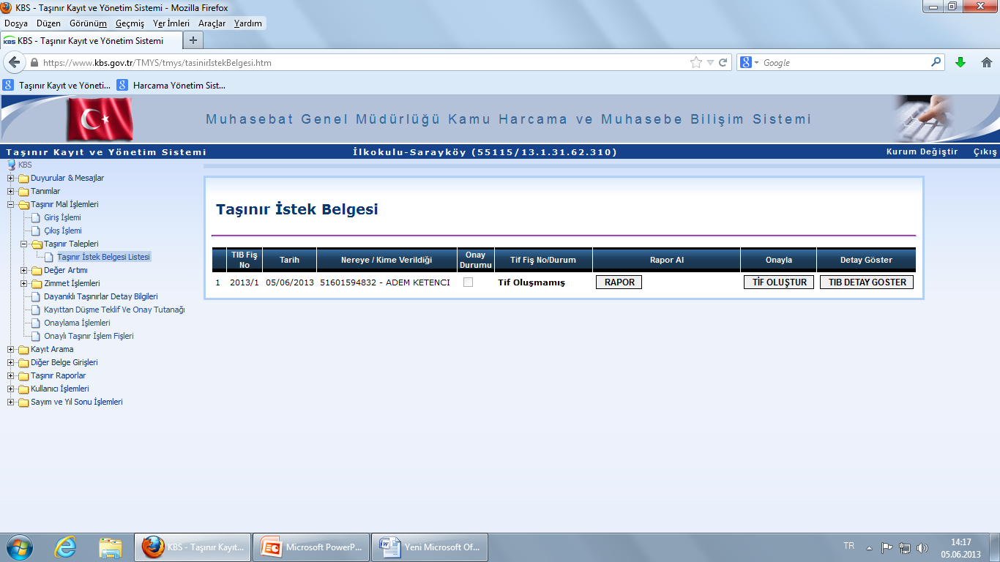 KBS - Taşınır Kayıt ve Yönetim Sistemi - Mozilla Firefox
Dosya Düzen Görünüm Geçmiş Yer İmleri Araçlar Yardım
KBS KBS - Taşınır Kayıt ve Yönetim Sistemi
https://www.kbs.gov.tr/TMYS/tmys/tasinirIstekBelgesi.htm
Google
Taşınır Kayıt ve Yöneti... Harcama Yönetim Sist...
Muhasebat Genel Müdürlüğü Kamu Harcama ve Muhasebe Bilişim Sistemi
Taşınır Kayıt ve Yönetim Sistemi İlkokulu-Sarayköy (55115/13.1.31.62.310) Kurum Değiştir Çıkış
KBS
Duyurular & Mesajlar
Tanımlar
Taşınır Mal İşlemleri
Giriş İşlemi
Çıkış İşlemi
Taşınır Talepleri
Taşınır İstek Belgesi Listesi
Değer Artımı
Zimmet İşlemleri
Dayanıklı Taşınırlar Detay Bilgileri
Kayıttan Düşme Teklif Ve Onay Tutanağı
Onaylama İşlemleri
Onaylı Taşınır İşlem Fişleri
Kayıt Arama
Diğer Belge Girişleri
Taşınır Raporlar
Kullanıcı İşlemleri
Sayım ve Yıl Sonu İşlemleri
Taşınır İstek Belgesi
TIB Fiş No Tarih Nereye / Kime Verildiği Onay Durumu Tif Fiş No/Durum Rapor Al Onayla Detay Göster
1 2013/1 05/06/2013 51601594832 - ADEM KETENCI Tif Oluşmamış RAPOR TİF OLUŞTUR TIB DETAY GOSTER
KBS - Taşınır Kayıt... Microsoft PowerP... Yeni Microsoft Of... TR 14:17
05.06.2013